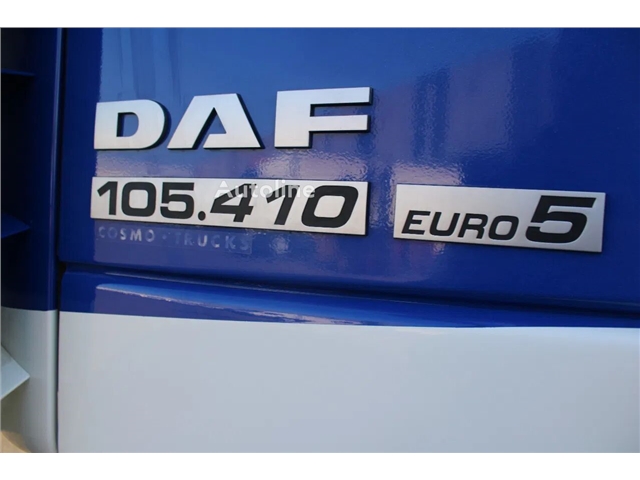 DAF
105.410
EURO 5
Autoline
COSMO·TRUCKS